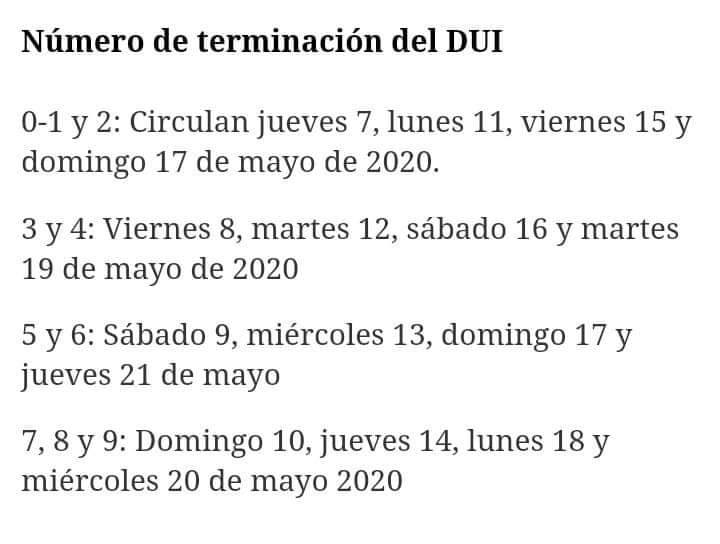 Número de terminación del DUI
0-1 y 2: Circulan jueves 7, lunes 11, viernes 15 y
domingo 17 de mayo de 2020.
3 y 4: Viernes 8, martes 12, sábado 16 y martes
19 de mayo de 2020
5 y 6: Sábado 9, miércoles 13, domingo 17 y
jueves 21 de mayo
7, 8 y 9: Domingo 10, jueves 14, lunes 18 y
miércoles 20 de mayo 2020